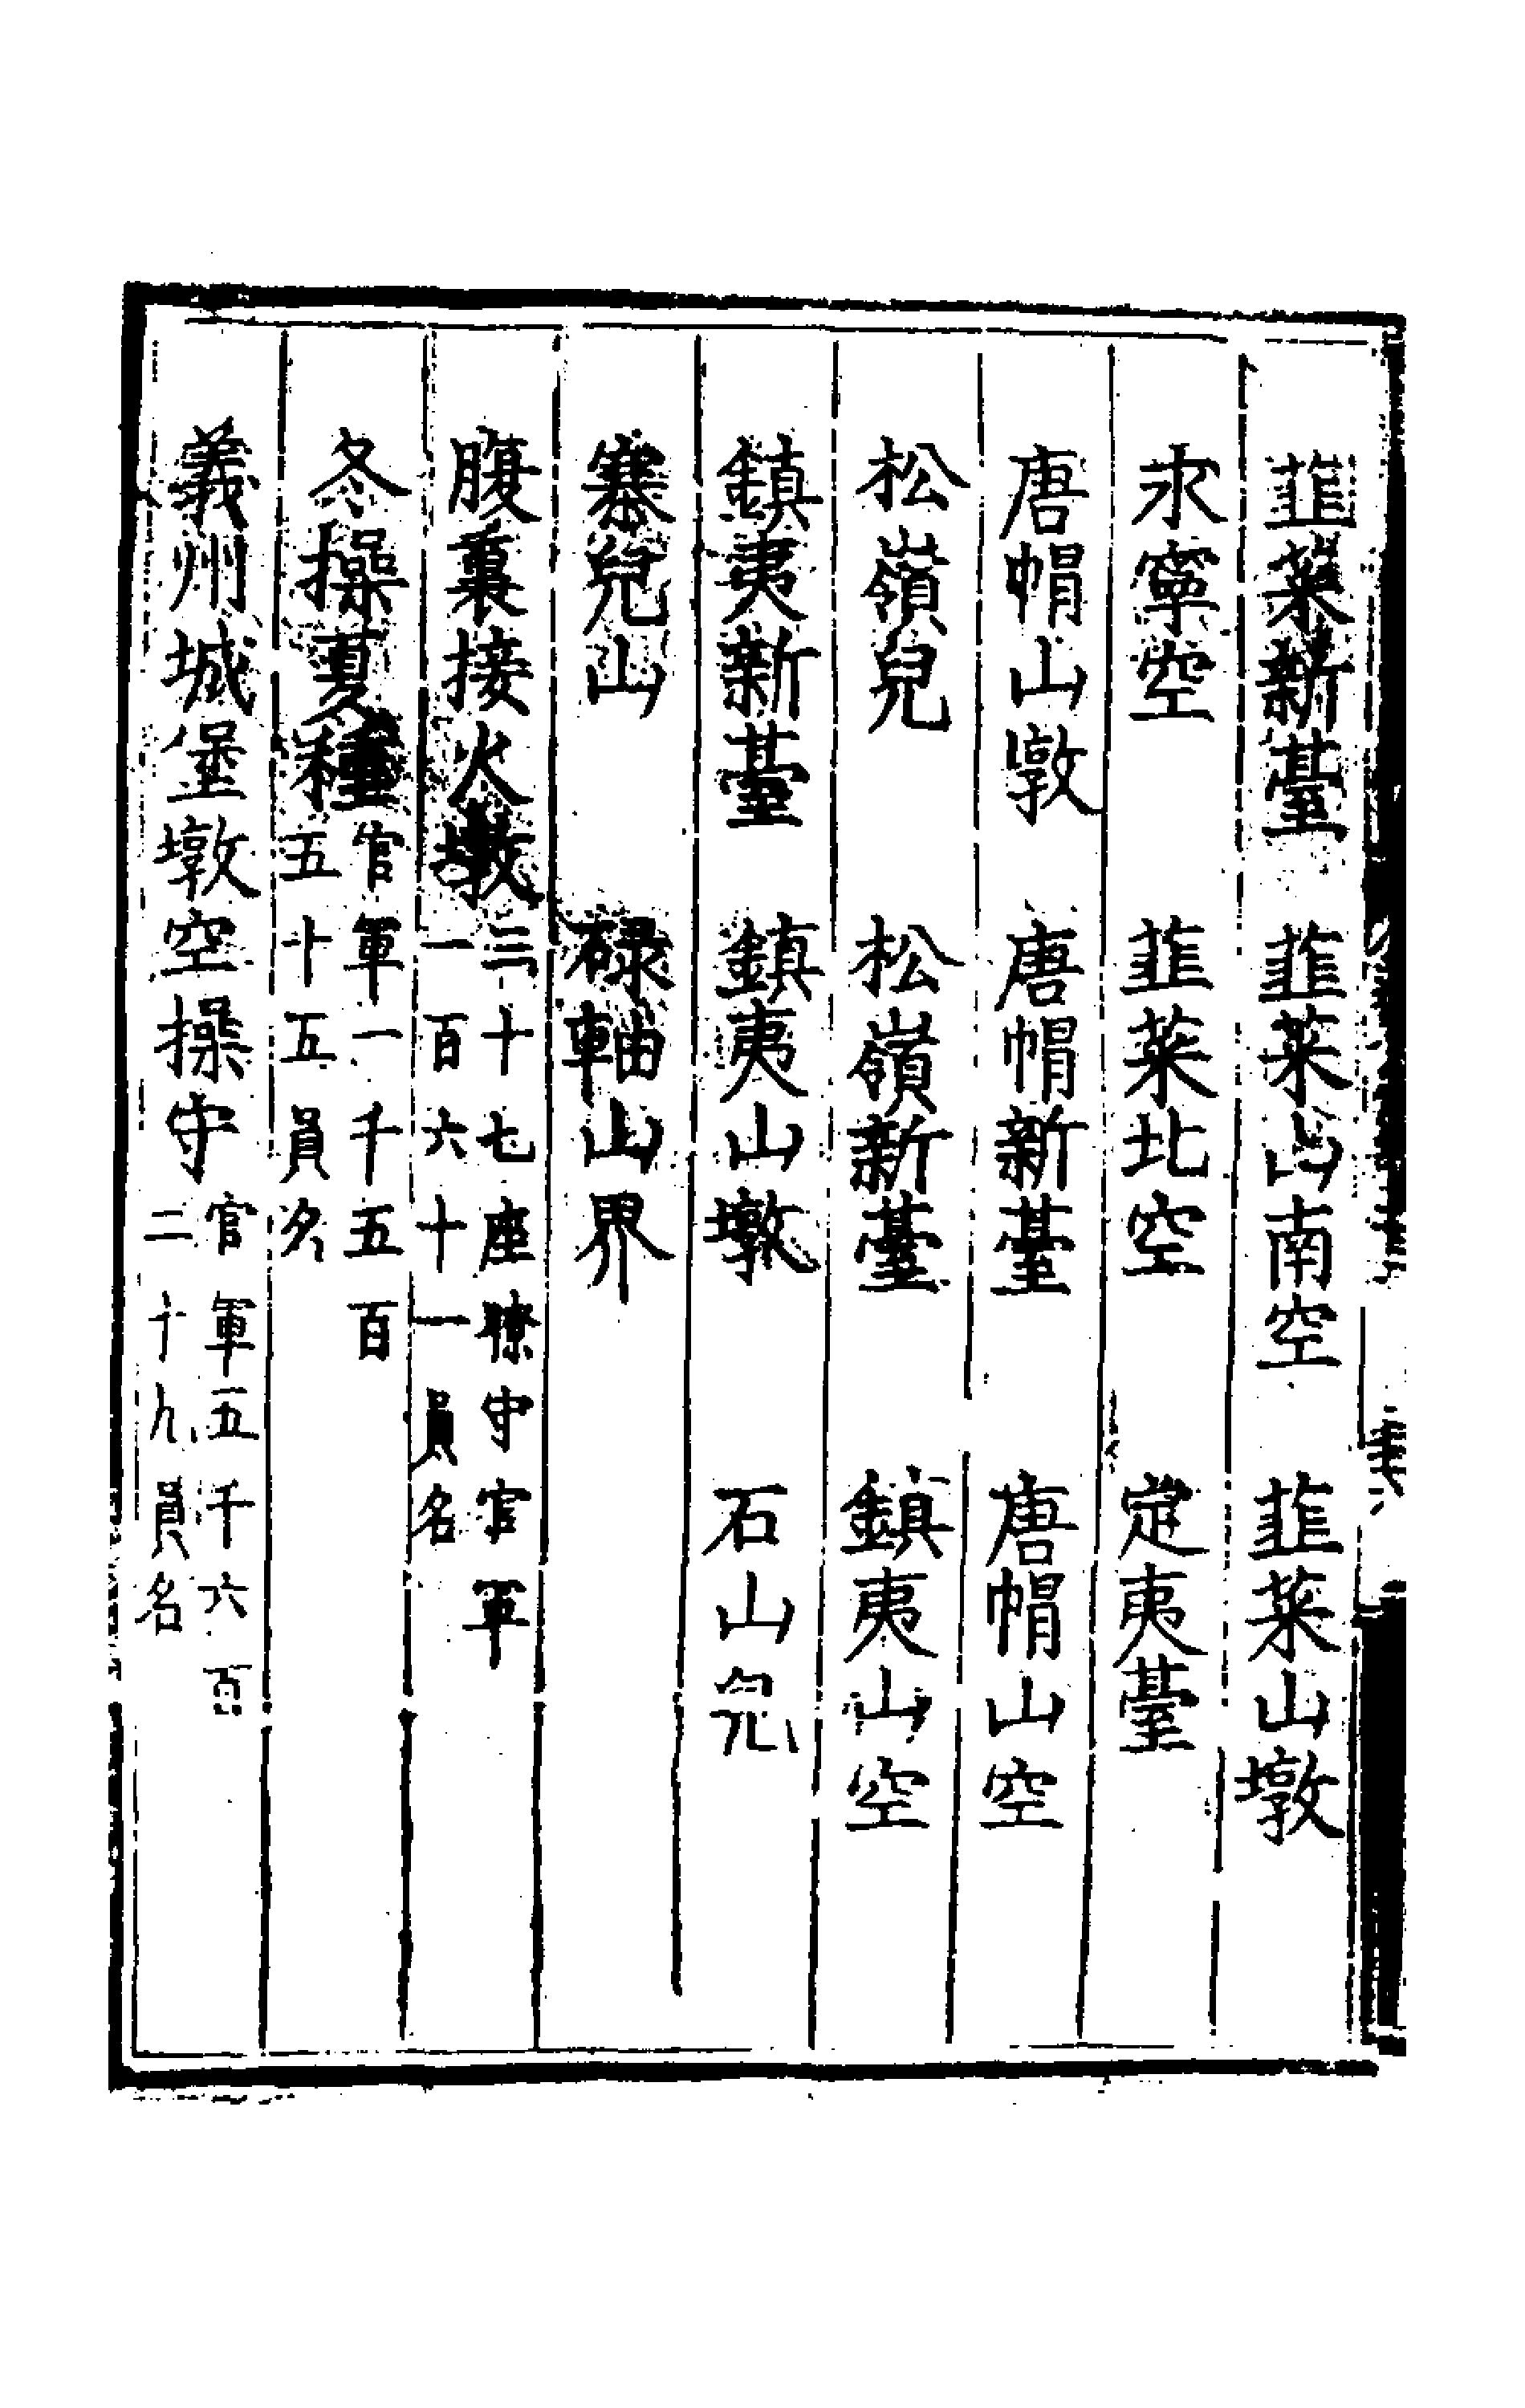 韮菜新臺　韮菜山南空　韮菜山墩
永寧空　韮菜北空　定夷臺
唐帽山墩　唐帽新臺　唐帽山空
松嶺兒　松嶺新臺　鎮夷山空
鎮夷新臺　鎮夷山墩　石山兒
寨兒山　碌軸山界
腹裏接火墩三十七座瞭守官軍
一百六十一員名
冬操夏種官軍一千五百
五十五員名
義州城堡墩空操守官軍五千六百
二十九員名